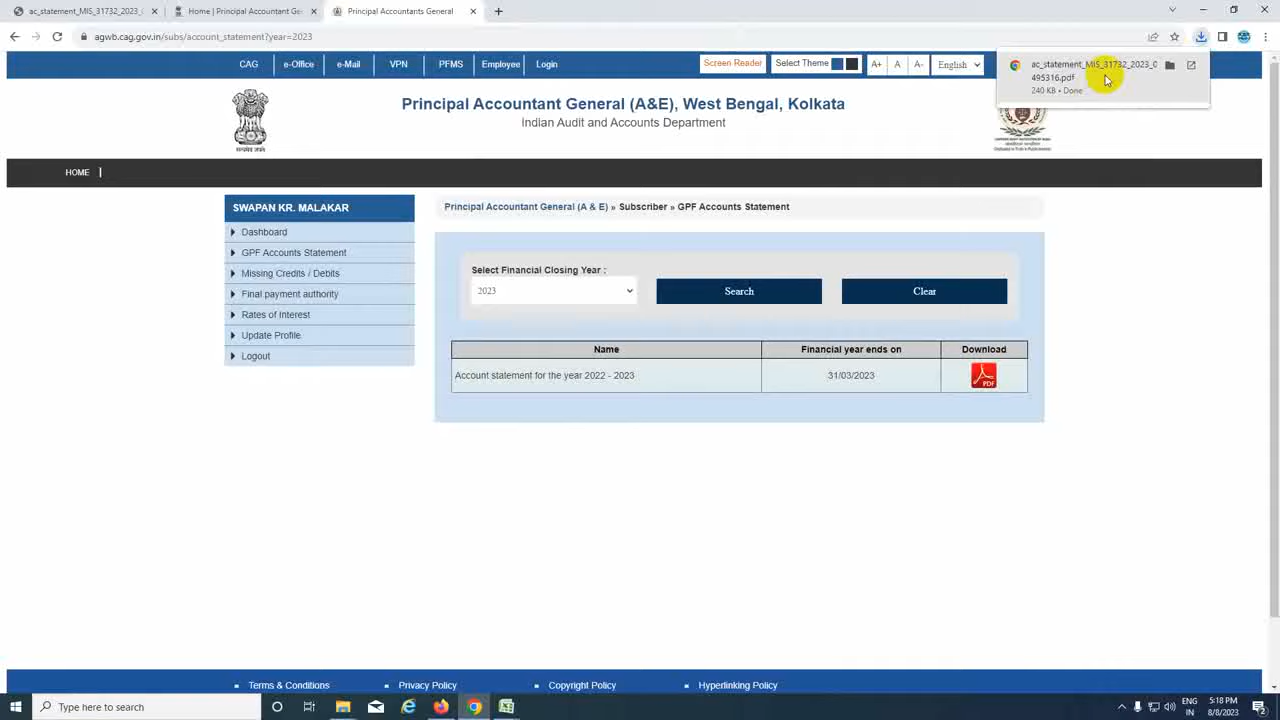 ac_statement_MIS_31732_2023_0
Home | Principal Accountant Ge
Principal Accountants General
agwb.cag.gov.in/subs/account_statement?year=2023
CAG
e-Office
e-Mail
VPN
PFMS
Employee
Login
Screen Reader
Select Theme
A+
A
A-
English
ac_statement_MIS_31732_2023_0
495316.pdf
240 KB • Done
Principal Accountant General (A&E), West Bengal, Kolkata
Indian Audit and Accounts Department
HOME
SWAPAN KR. MALAKAR
Dashboard
GPF Accounts Statement
Missing Credits / Debits
Final payment authority
Rates of Interest
Update Profile
Logout
Principal Accountant General (A & E) » Subscriber » GPF Accounts Statement
Select Financial Closing Year :
2023
Search
Clear
Name
Financial year ends on
Download
Account statement for the year 2022 - 2023
31/03/2023
PDF
Terms & Conditions
Privacy Policy
Copyright Policy
Hyperlinking Policy
Type here to search
ENG
IN
5:18 PM
8/8/2023
2